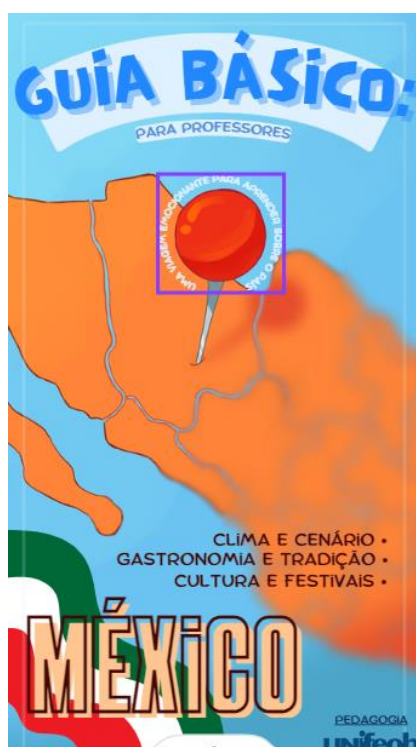 GUIA BÁSICO:
PARA PROFESSORES
UMA VIAGEM EMOCIONANTE PARA APRENDER SOBRE O PAÍS
CLIMA E CENÁRIO •
GASTRONOMIA E TRADIÇÃO •
CULTURA E FESTIVAIS •
MÉXICO
PEDAGOGIA
UNifeob